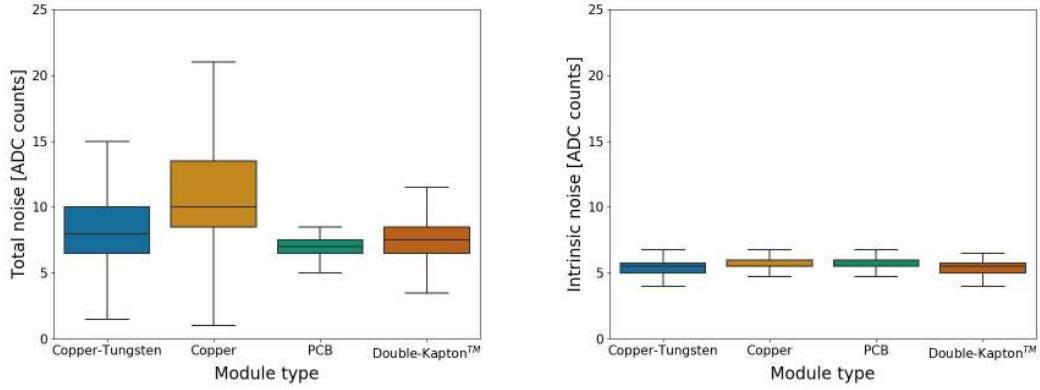 25
20
15
10
5
0
Total noise [ADC counts]
Copper-Tungsten Copper PCB Double-Kapton™
Module type
25
20
15
10
5
0
Intrinsic noise [ADC counts]
Copper-Tungsten Copper PCB Double-Kapton™
Module type